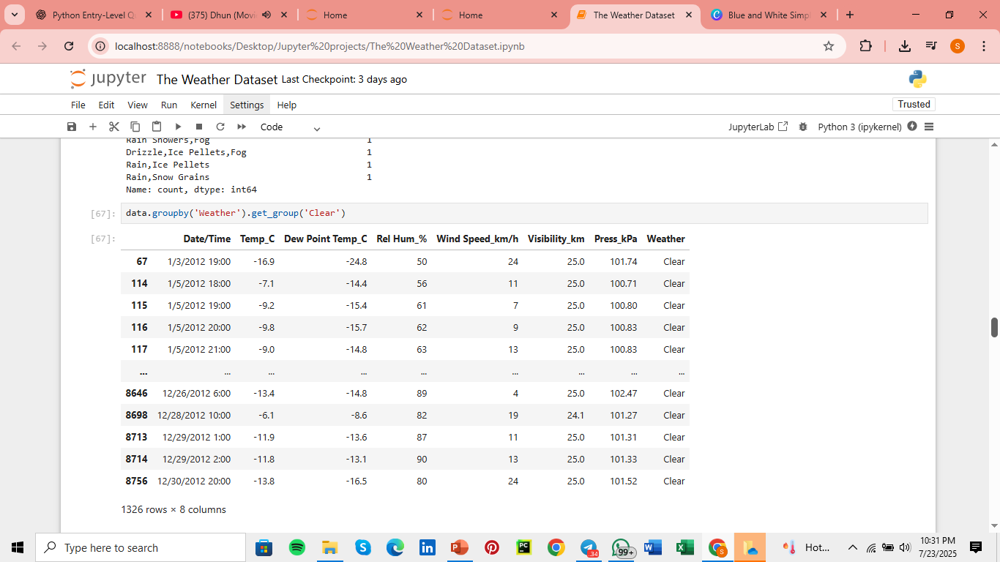 Python Entry-Level Q
(375) Dhun (Movi
Home
Home
The Weather Dataset
Blue and White Simp
localhost:8888/notebooks/Desktop/Jupyter%20projects/The%20Weather%20Dataset.ipynb
S
jupyter The Weather Dataset Last Checkpoint: 3 days ago
File Edit View Run Kernel Settings Help
Trusted
Code
JupyterLab
Python 3 (ipykernel)
Rain Showers,Fog 1
Drizzle,Ice Pellets,Fog 1
Rain,Ice Pellets 1
Rain,Snow Grains 1
Name: count, dtype: int64
[67]: data.groupby('Weather').get_group('Clear')
[67]: Date/Time Temp_C Dew Point Temp_C Rel Hum_% Wind Speed_km/h Visibility_km Press_kPa Weather
67 1/3/2012 19:00 -16.9 -24.8 50 24 25.0 101.74 Clear
114 1/5/2012 18:00 -7.1 -14.4 56 11 25.0 100.71 Clear
115 1/5/2012 19:00 -9.2 -15.4 61 7 25.0 100.80 Clear
116 1/5/2012 20:00 -9.8 -15.7 62 9 25.0 100.83 Clear
117 1/5/2012 21:00 -9.0 -14.8 63 13 25.0 100.83 Clear
... ... ... ... ... ... ... ... ...
8646 12/26/2012 6:00 -13.4 -14.8 89 4 25.0 102.47 Clear
8698 12/28/2012 10:00 -6.1 -8.6 82 19 24.1 101.27 Clear
8713 12/29/2012 1:00 -11.9 -13.6 87 11 25.0 101.31 Clear
8714 12/29/2012 2:00 -11.8 -13.1 90 13 25.0 101.33 Clear
8756 12/30/2012 20:00 -13.8 -16.5 80 24 25.0 101.52 Clear
1326 rows × 8 columns
Type here to search
99+
Hot...
10:31 PM
7/23/2025